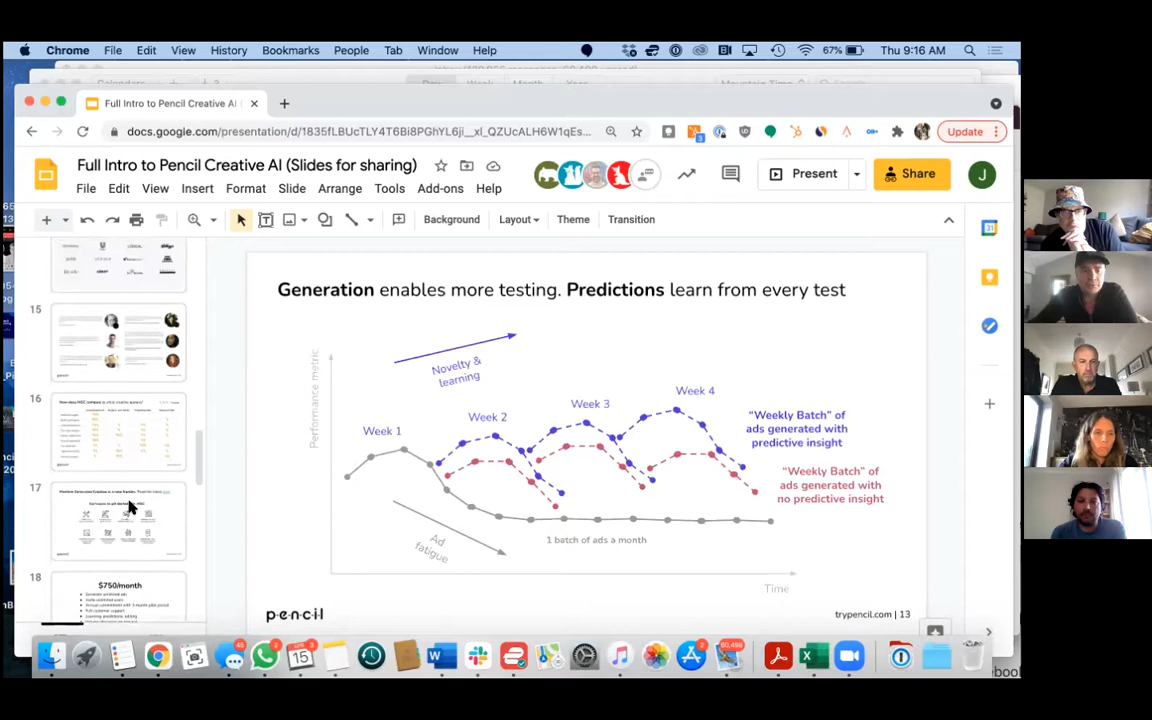 Chrome File Edit View History Bookmarks People Tab Window Help 67% Thu 9:16 AM
Full Intro to Pencil Creative AI
docs.google.com/presentation/d/1835fLBUcTLY4T6Bi8PGhYL6ji__xl_QZUcALH6W1qEs...
Update
Full Intro to Pencil Creative AI (Slides for sharing)
File Edit View Insert Format Slide Arrange Tools Add-ons Help
Present
Share
J
Background Layout Theme Transition
15
16
17
18
$750/month
Generation enables more testing. Predictions learn from every test
Performance metric
Novelty &
learning
Week 1
Week 2
Week 3
Week 4
"Weekly Batch" of
ads generated with
predictive insight
"Weekly Batch" of
ads generated with
no predictive insight
Ad
fatigue
1 batch of ads a month
Time
pencil
trypencil.com | 13
15